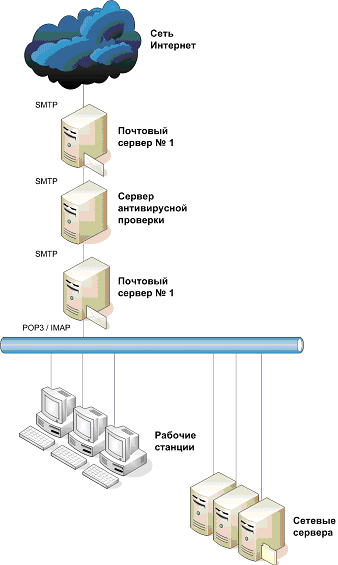 Сеть
Интернет
SMTP
Почтовый
сервер № 1
SMTP
Сервер
антивирусной
проверки
SMTP
Почтовый
сервер № 1
POP3 / IMAP
Рабочие
станции
Сетевые
сервера